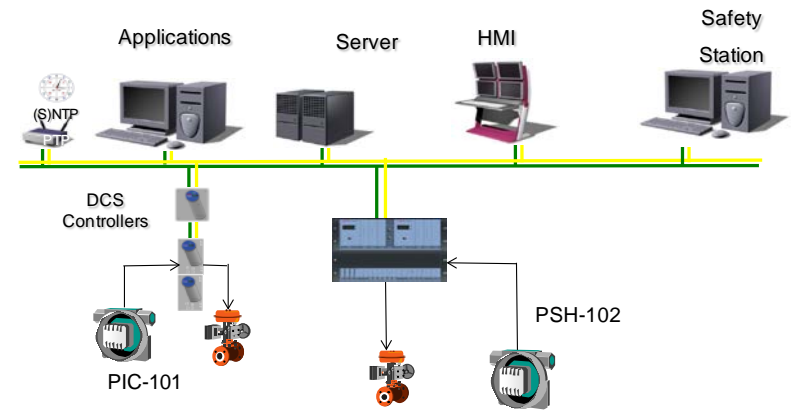 Applications
Server
HMI
Safety
Station
(S)NTP
PTP
DCS
Controllers
PSH-102
PIC-101